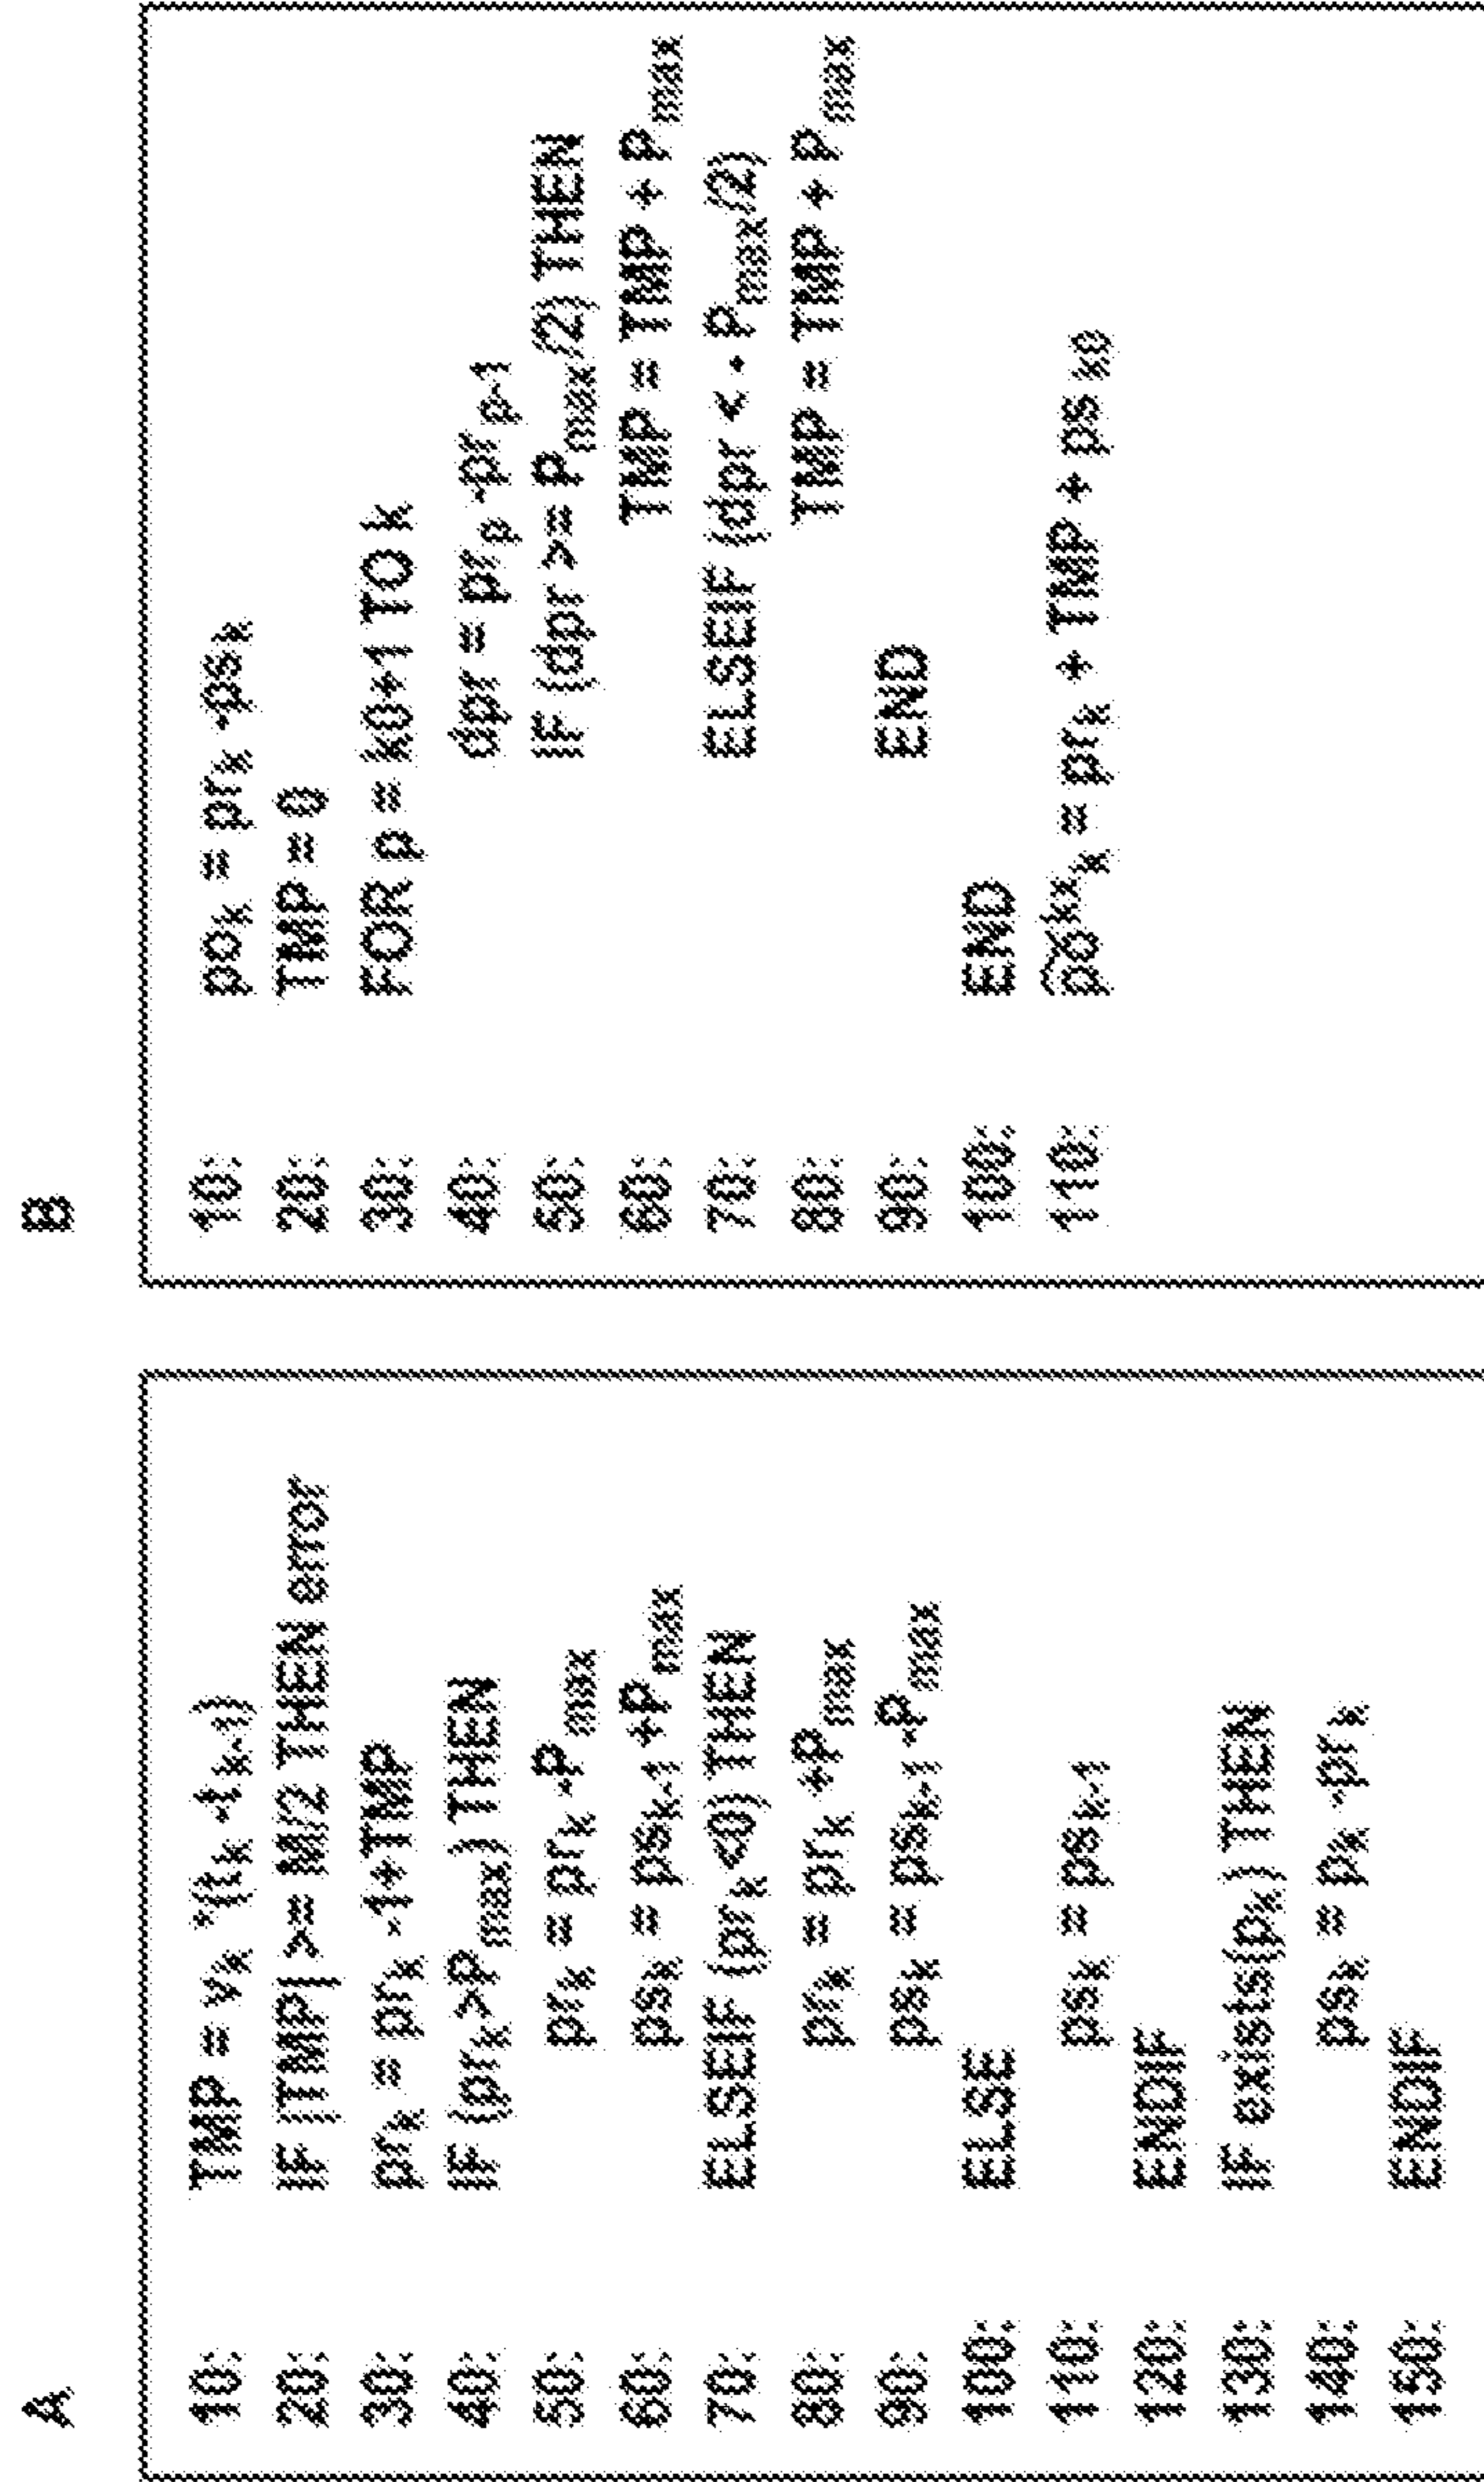 A
10: TMP = v_k *(t_k -t_k-1)
20: IF |TMP| >= M/2 THEN error
30: pr_k = pr_k -1+TMP
40: IF (pr_k >P_max) THEN
50: pr_k = pr_k -P_max
60: ps_k = ps_k-1 +P_max
70: ELSEIF (pr_k <0) THEN
80: pr_k = pr_k +P_max
90: ps_k = ps_k-1 -P_max
100: ELSE
110: ps_k = ps_k-1
120: ENDIF
130: IF exists(p_k) THEN
140: ps_k = p_k -pr_k
150: ENDIF
B
10: po_k = pr_k -ps_k
20: TMP = 0
30: FOR p = k0+1 TO k
40: dpr = pr_p -pr_p-1
50: IF (dpr >= P_max/2) THEN
60: TMP = TMP + P_max
70: ELSEIF (dpr < - P_max/2)
80: TMP = TMP + P_max
90: END
100: END
110: = pr_k + TMP + ps_k0